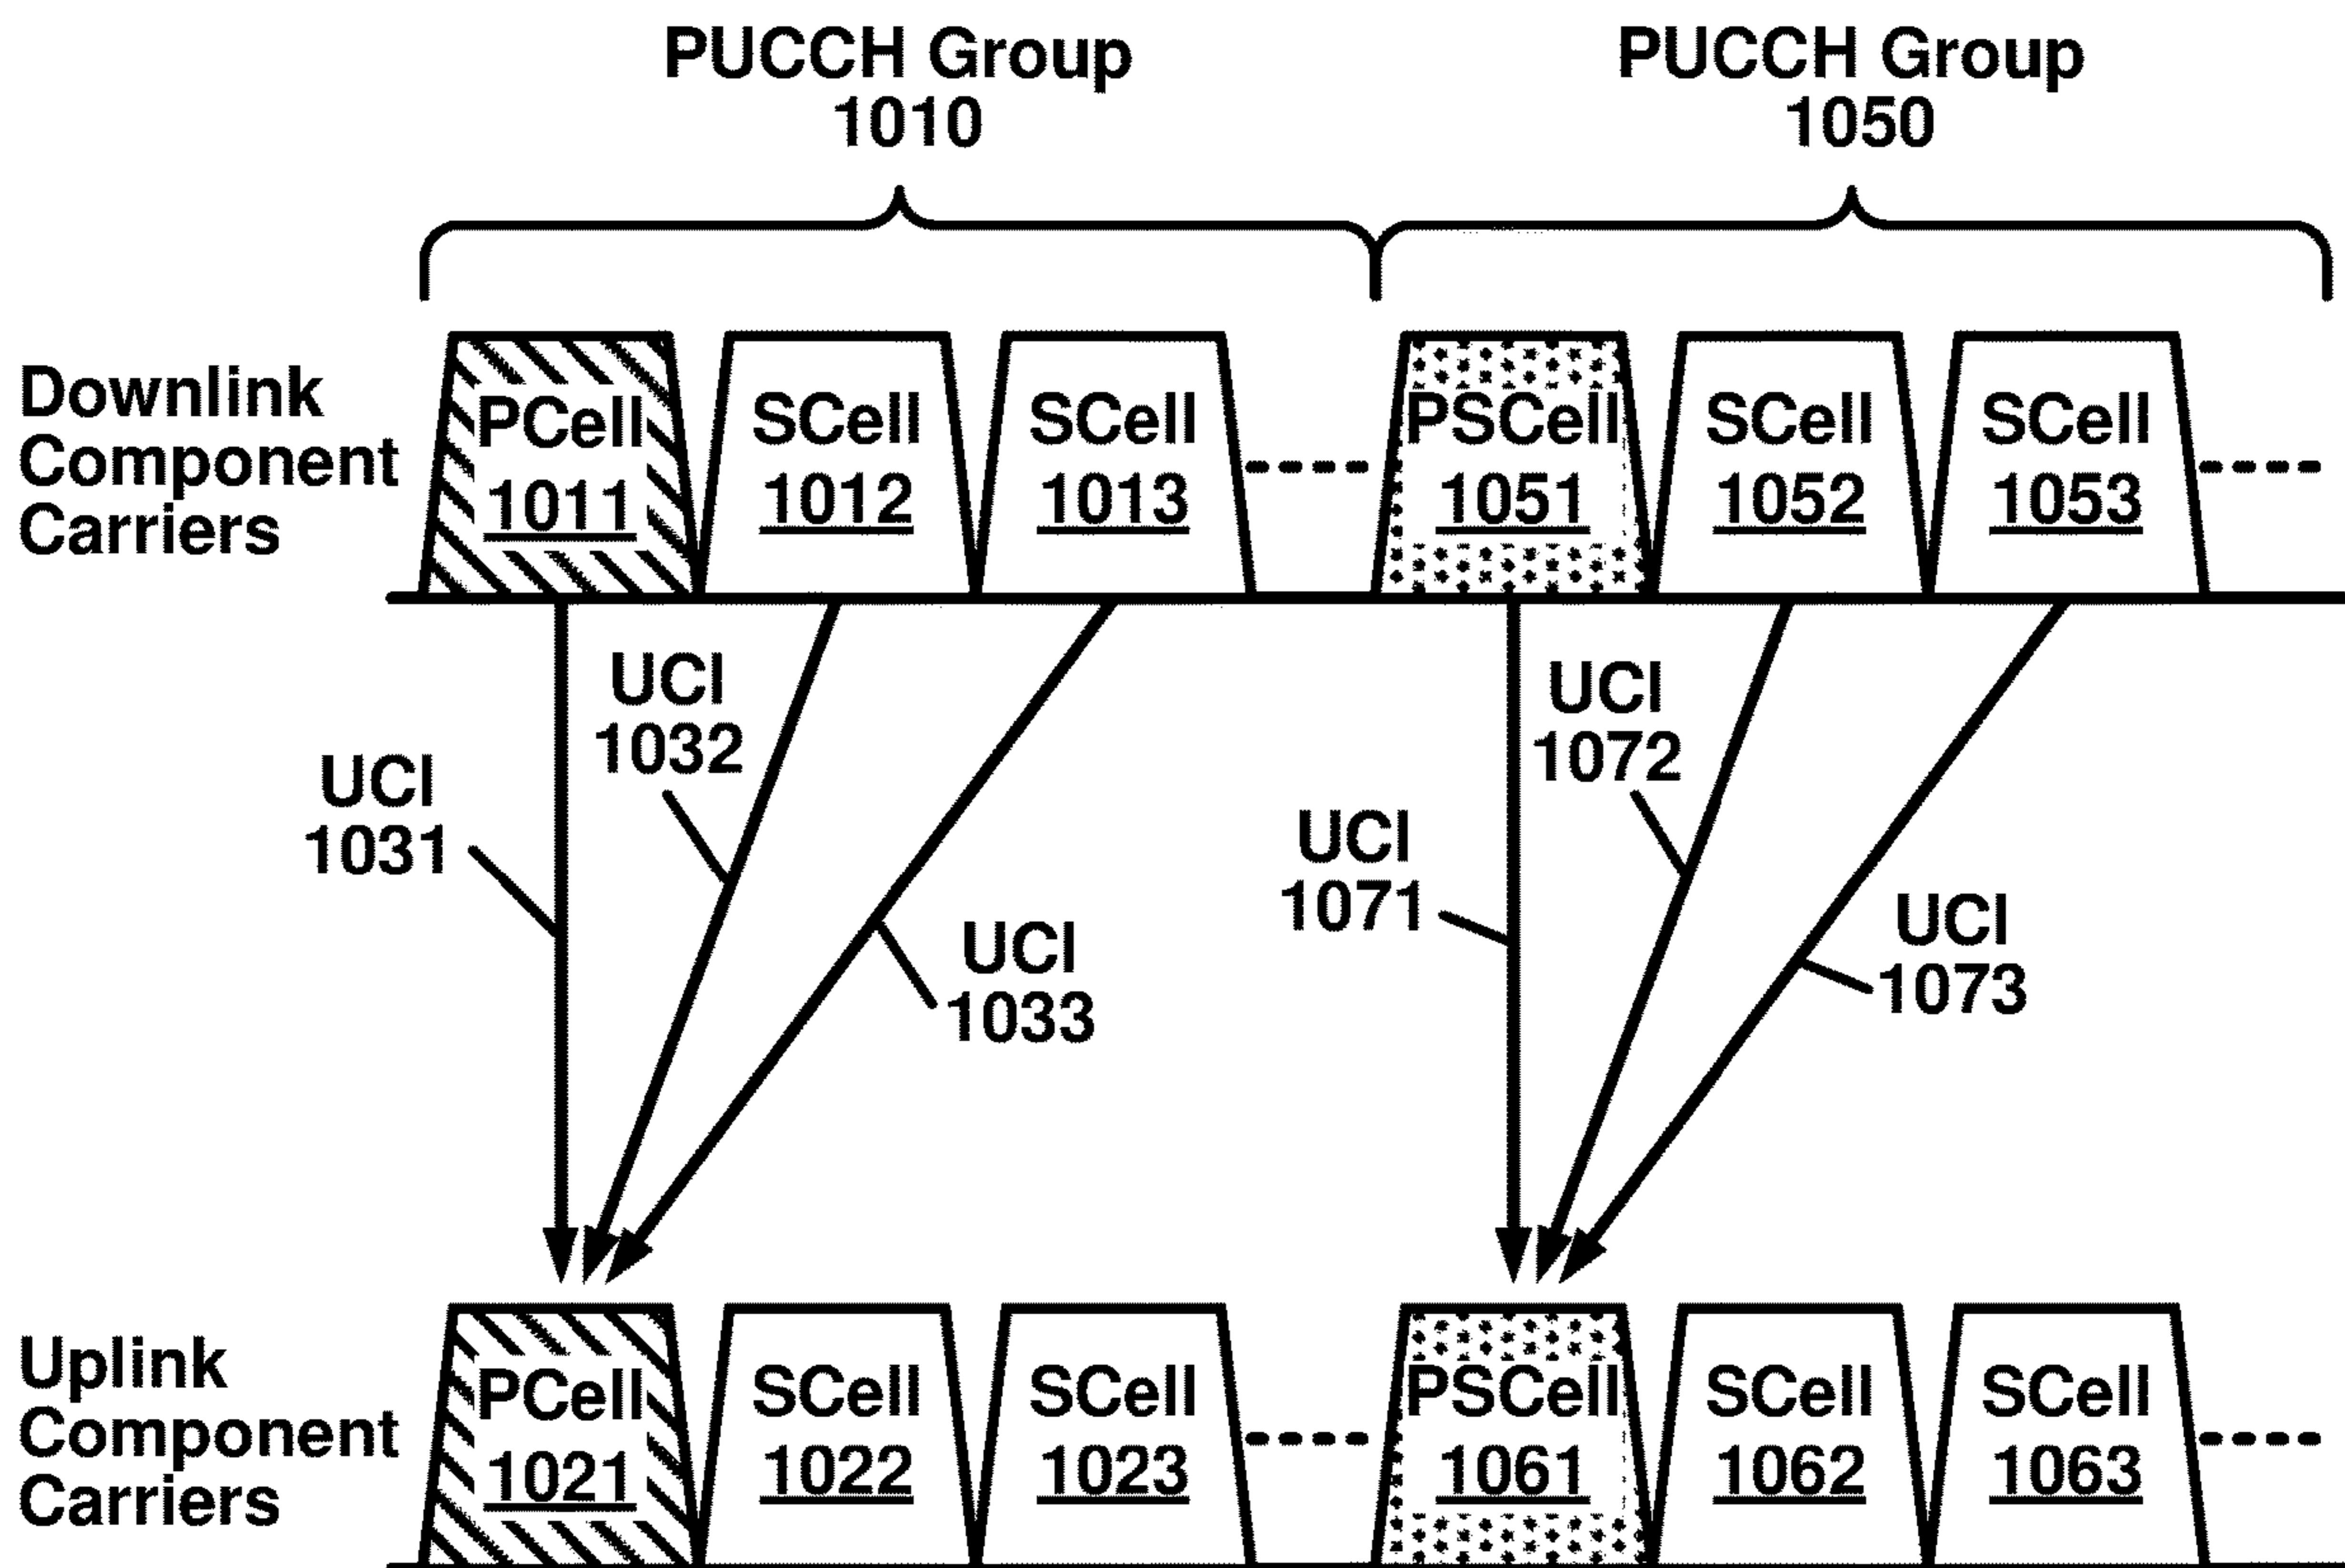 PUCCH Group
1010
PUCCH Group
1050
Downlink
Component
Carriers
PCell
1011
SCell
1012
SCell
1013
PSCell
1051
SCell
1052
SCell
1053
UCI
1031
UCI
1032
UCI
1033
UCI
1071
UCI
1072
UCI
1073
Uplink
Component
Carriers
PCell
1021
SCell
1022
SCell
1023
PSCell
1061
SCell
1062
SCell
1063